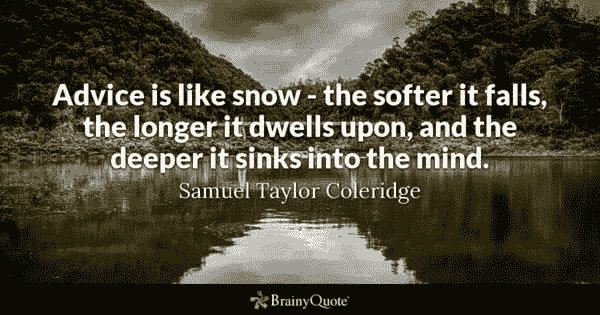 Advice is like snow - the softer it falls,
the longer it dwells upon, and the
deeper it sinks into the mind.
Samuel Taylor Coleridge
BrainyQuote